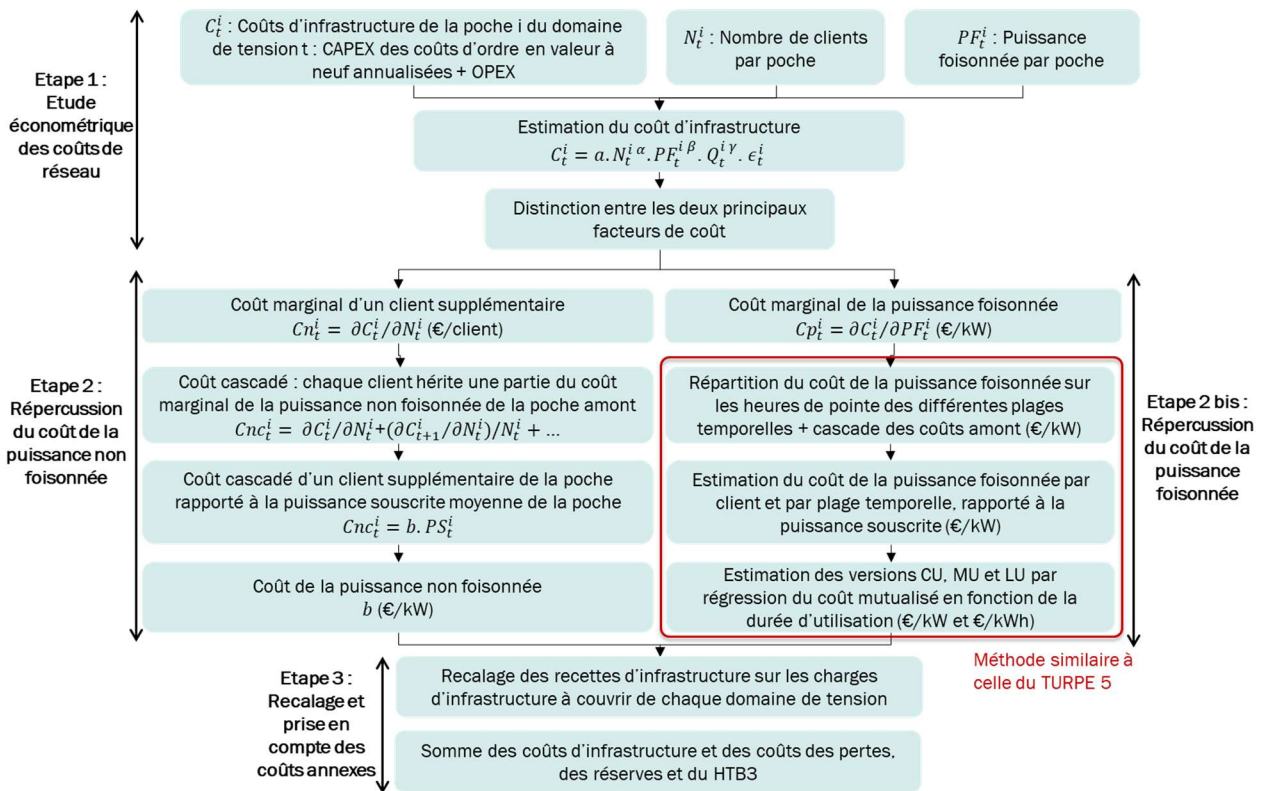 Etape 1 :
Etude
économétrique
des coûts de
réseau
$C_t^i$ : Coûts d'infrastructure de la poche i du domaine
de tension t : CAPEX des coûts d'ordre en valeur à
neuf annualisées + OPEX
$N_t^i$ : Nombre de clients
par poche
$PF_t^i$ : Puissance
foisonnée par poche
Estimation du coût d'infrastructure
$C_t^i = a. N_t^{i\,\alpha}. PF_t^{i\,\beta}. Q_t^{i\,\gamma}. \epsilon_t^i$
Distinction entre les deux principaux
facteurs de coût
Etape 2 :
Répercussion
du coût de la
puissance non
foisonnée
Coût marginal d'un client supplémentaire
$Cn_t^i = \partial C_t^i/\partial N_t^i$ (€/client)
Coût cascadé : chaque client hérite une partie du coût
marginal de la puissance non foisonnée de la poche amont
$Cnc_t^i = \partial C_t^i/\partial N_t^i + (\partial C_{t+1}^i/\partial N_t^i)/N_t^i + …$
Coût cascadé d'un client supplémentaire de la poche
rapporté à la puissance souscrite moyenne de la poche
$Cnc_t^i = b. PS_t^i$
Coût de la puissance non foisonnée
$b$ (€/kW)
Coût marginal de la puissance foisonnée
$Cp_t^i = \partial C_t^i/\partial PF_t^i$ (€/kW)
Répartition du coût de la puissance foisonnée sur
les heures de pointe des différentes plages
temporelles + cascade des coûts amont (€/kW)
Estimation du coût de la puissance foisonnée par
client et par plage temporelle, rapporté à la
puissance souscrite (€/kW)
Estimation des versions CU, MU et LU par
régression du coût mutualisé en fonction de la
durée d'utilisation (€/kW et €/kWh)
Etape 2 bis :
Répercussion
du coût de la
puissance
foisonnée
Méthode similaire à
celle du TURPE 5
Etape 3 :
Recalage et
prise en
compte des
coûts annexes
Recalage des recettes d'infrastructure sur les charges
d'infrastructure à couvrir de chaque domaine de tension
Somme des coûts d'infrastructure et des coûts des pertes,
des réserves et du HTB3